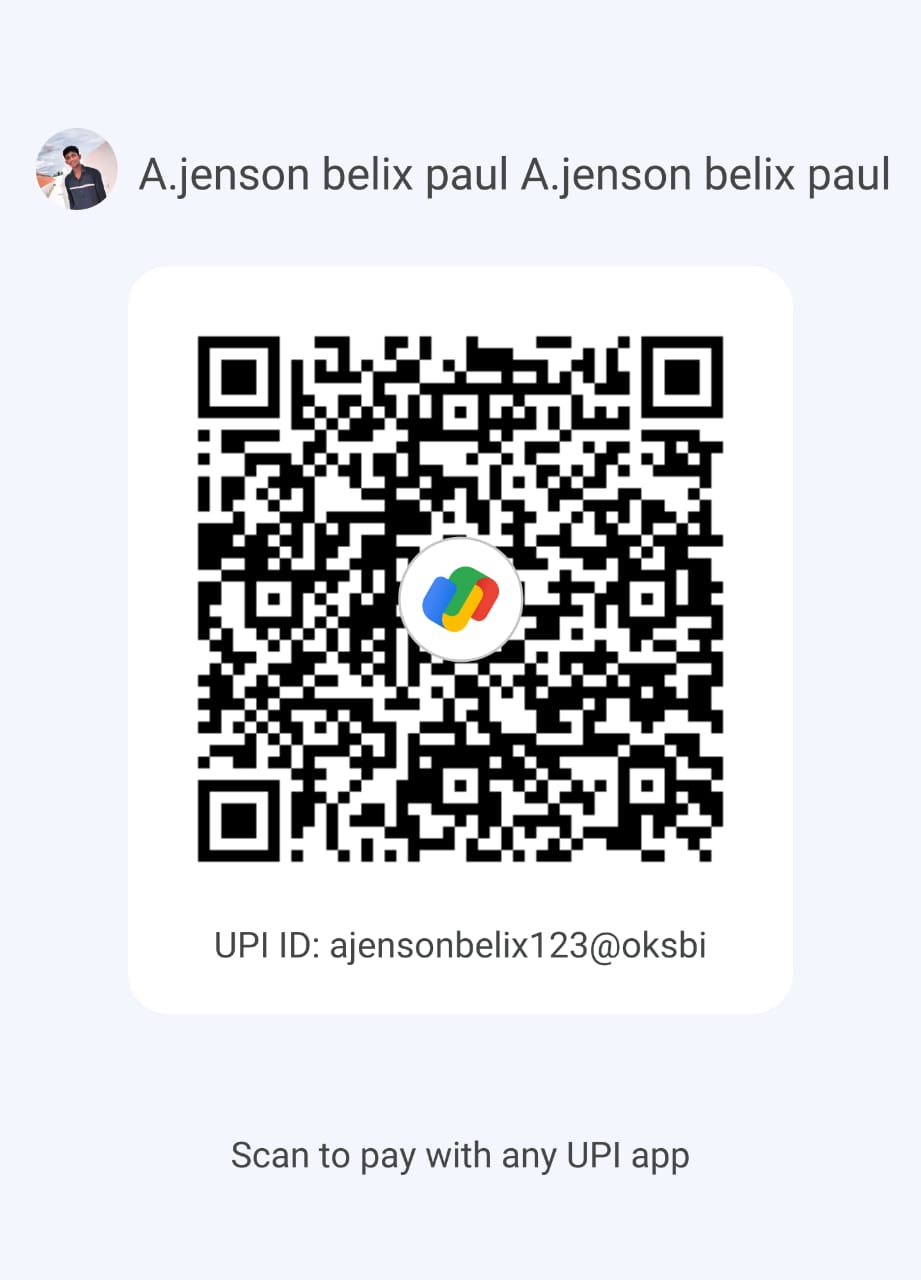 A.jenson belix paul A.jenson belix paul
UPI ID: ajensonbelix123@oksbi
Scan to pay with any UPI app